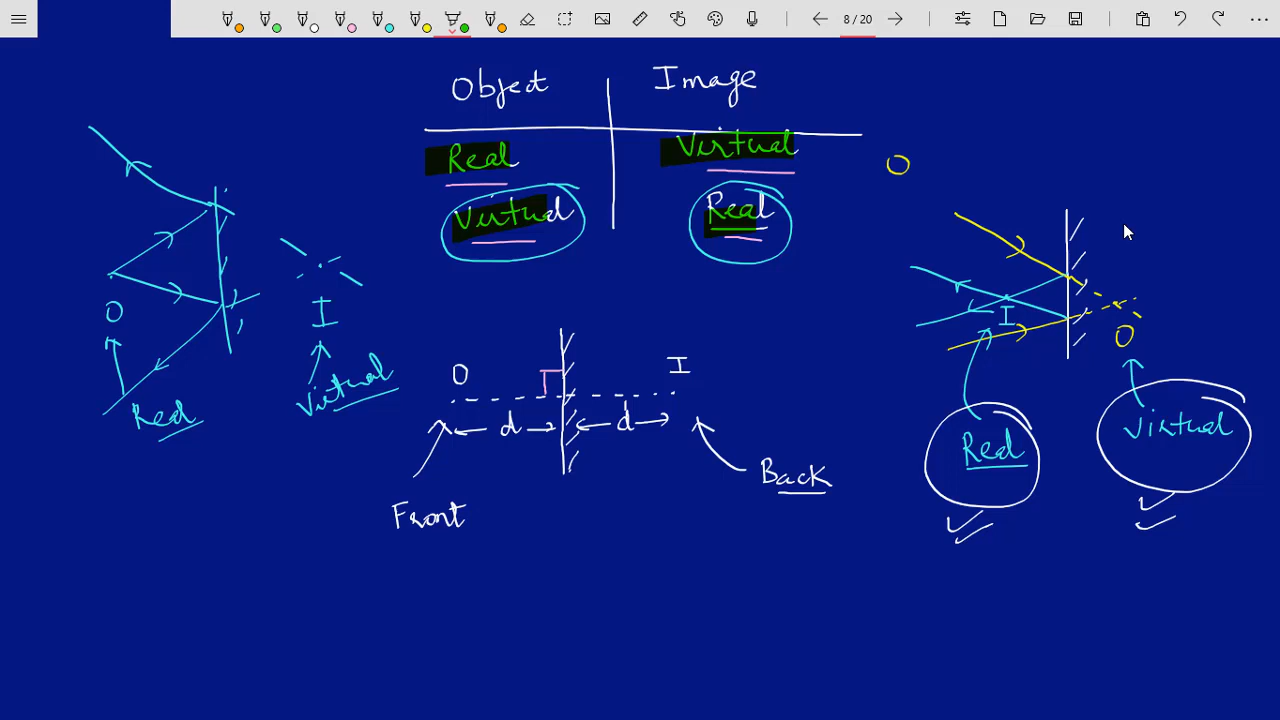 8 / 20
Object Image
Real Virtual
Virtual Real
O
O
I
Real
Virtual
O I
d d
Front
Back
I
O
Real
Virtual